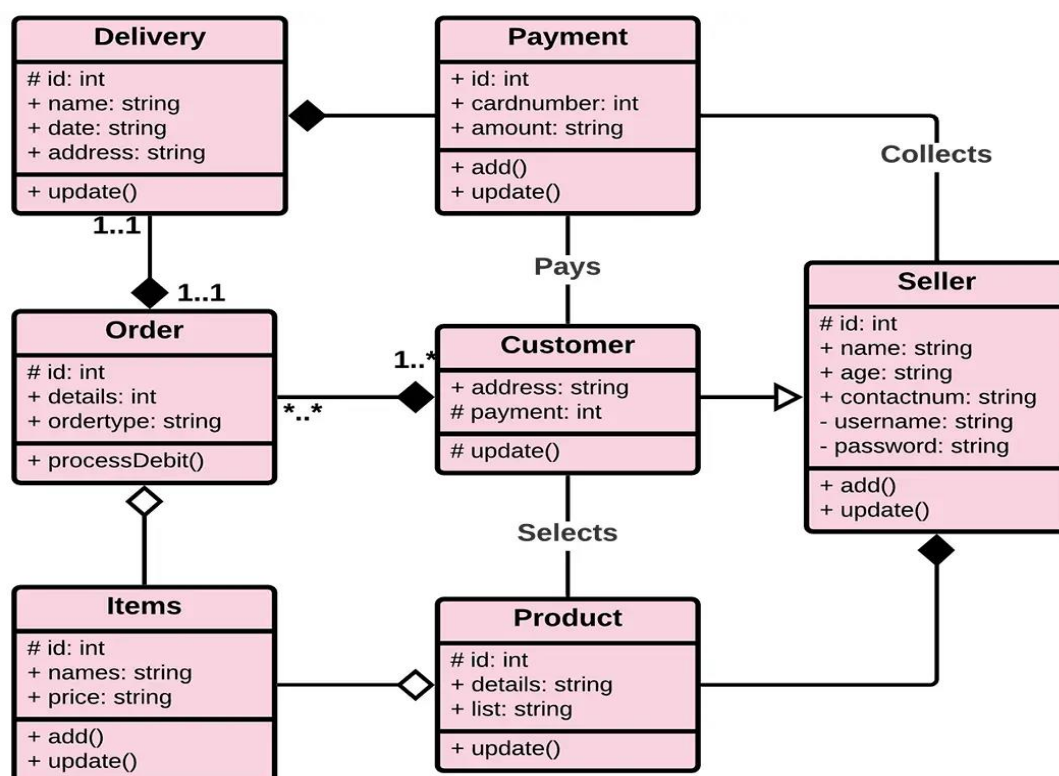 Delivery
# id: int
+ name: string
+ date: string
+ address: string
+ update()
Payment
+ id: int
+ cardnumber: int
+ amount: string
+ add()
+ update()
Collects
1..1
1..1
Pays
Seller
# id: int
+ name: string
+ age: string
+ contactnum: string
- username: string
- password: string
+ add()
+ update()
Order
# id: int
+ details: int
+ ordertype: string
+ processDebit()
1..*
*..*
Customer
+ address: string
# payment: int
# update()
Selects
Items
# id: int
+ names: string
+ price: string
+ add()
+ update()
Product
# id: int
+ details: string
+ list: string
+ update()